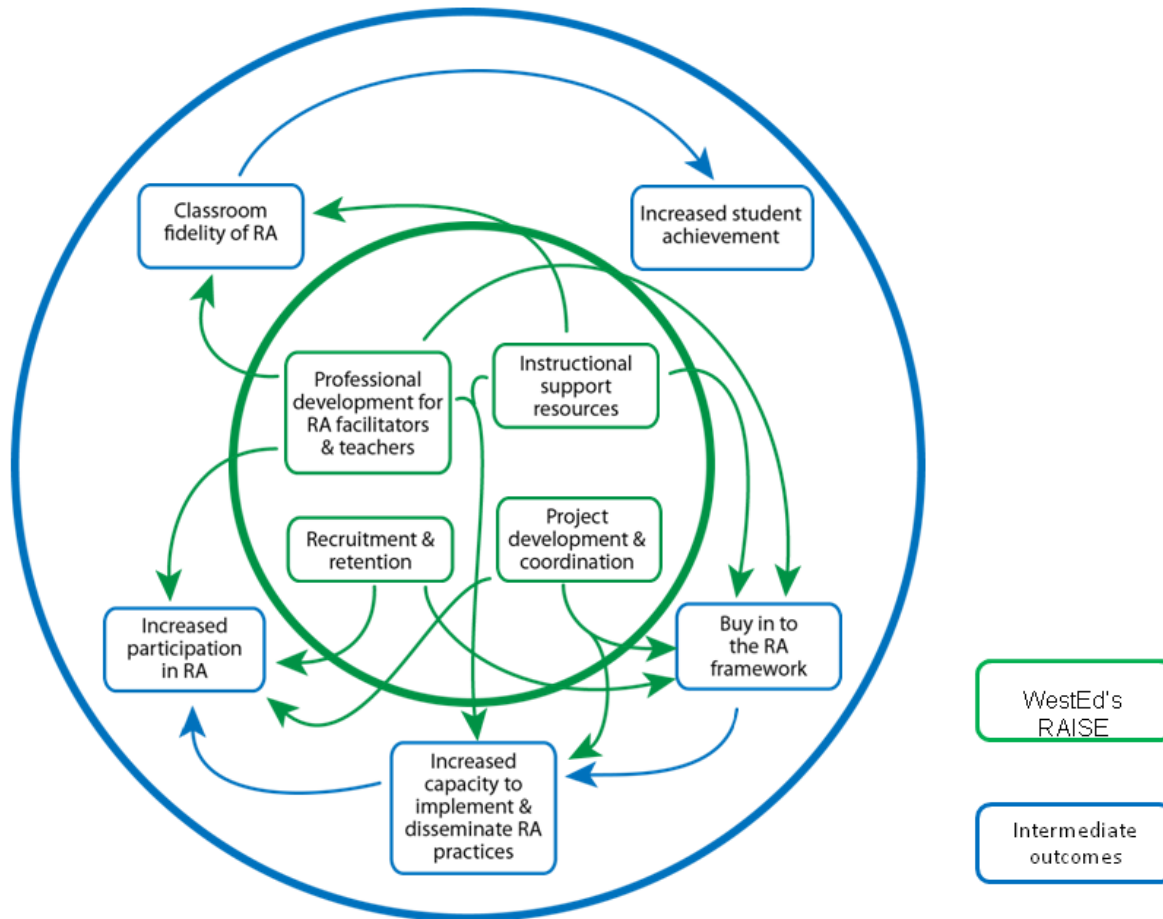 Classroom
fidelity of RA
Increased student
achievement
Professional
development for
RA facilitators
& teachers
Instructional
support
resources
Recruitment &
retention
Project
development &
coordination
Increased
participation
in RA
Buy in to
the RA
framework
Increased
capacity to
implement &
disseminate RA
practices
WestEd's
RAISE
Intermediate
outcomes